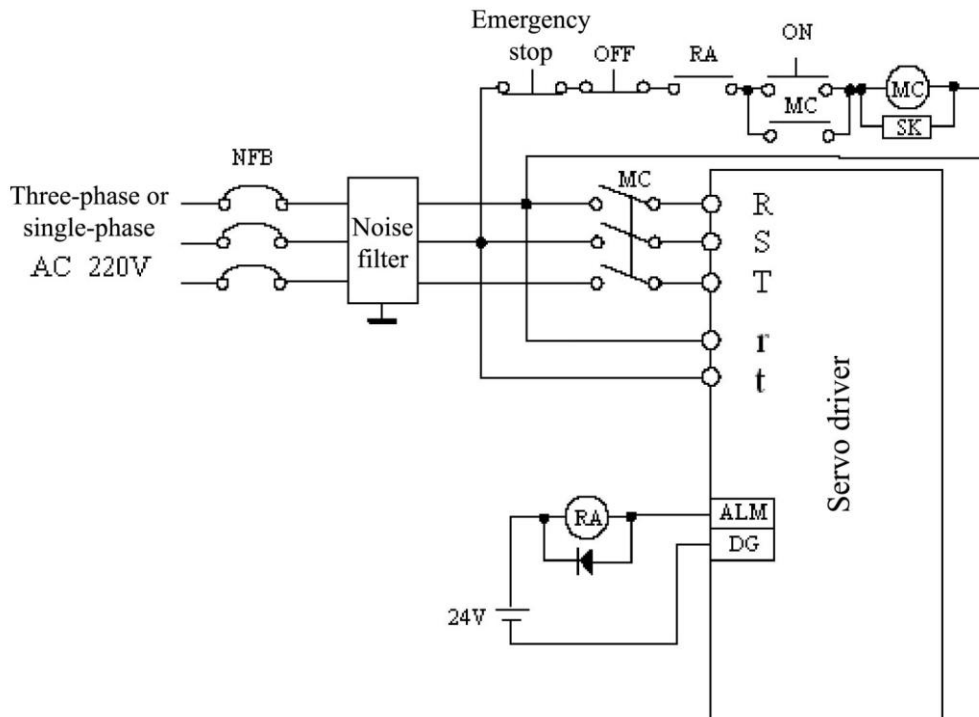 Emergency
stop
OFF
RA
ON
MC
MC
SK
NFB
Three-phase or
single-phase
AC 220V
Noise
filter
MC
R
S
T
r
t
Servo driver
RA
ALM
DG
24V